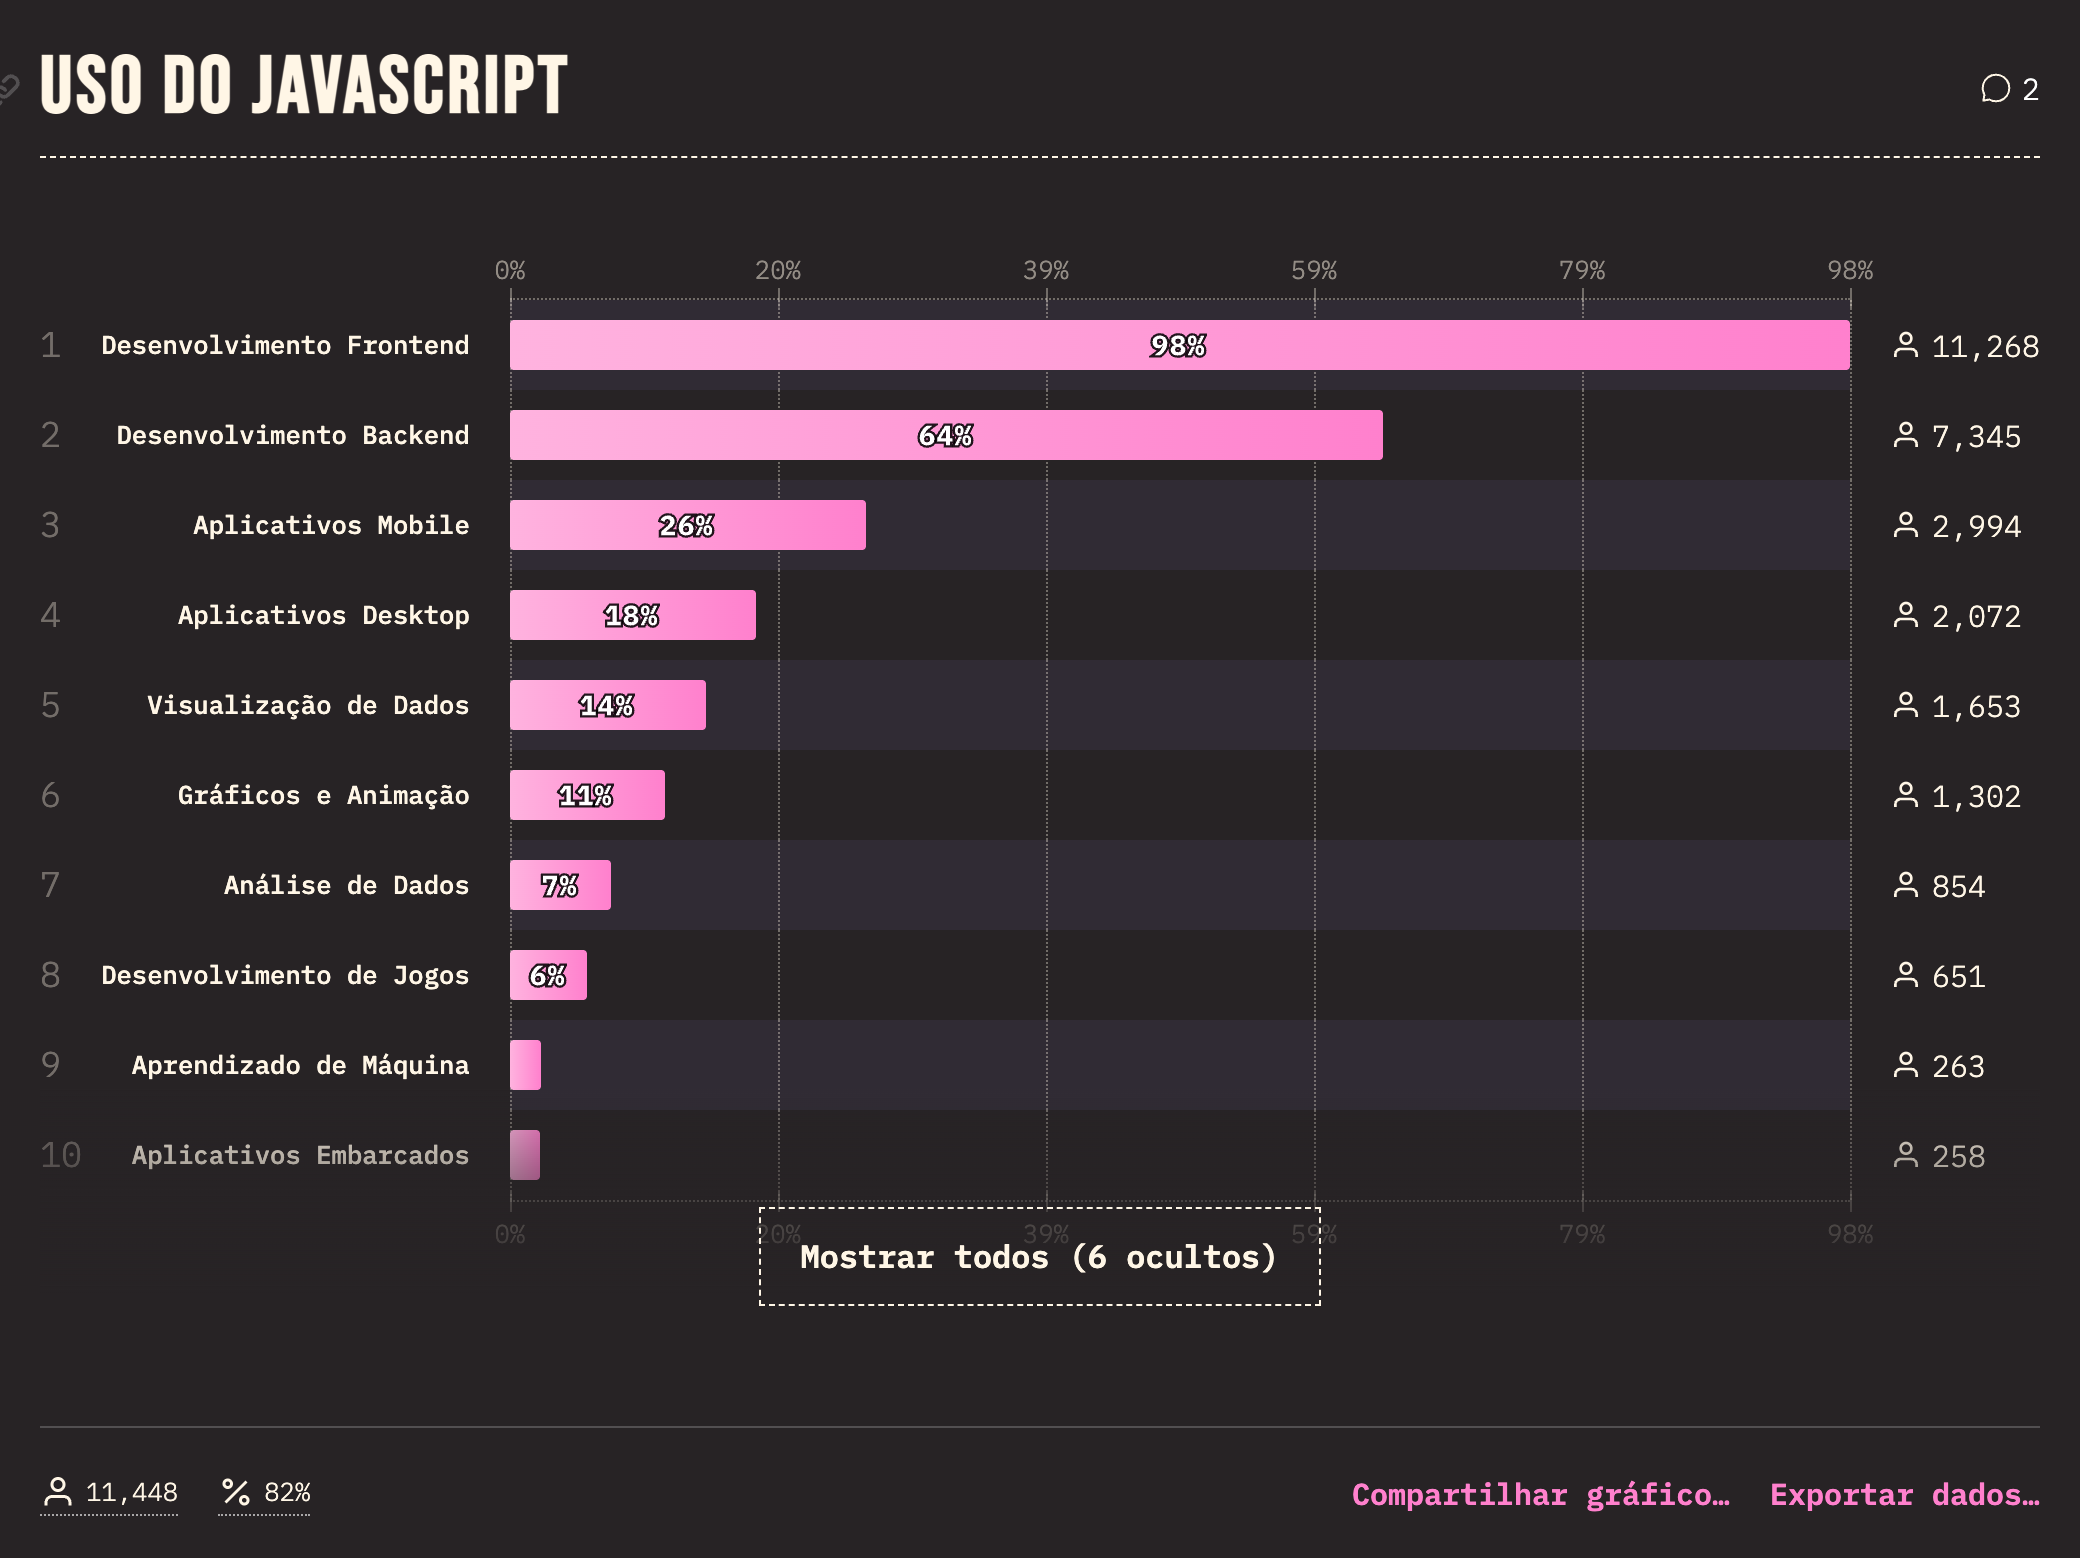 USO DO JAVASCRIPT
2
0% 20% 39% 59% 79% 98%
1 Desenvolvimento Frontend 98% 11,268
2 Desenvolvimento Backend 64% 7,345
3 Aplicativos Mobile 26% 2,994
4 Aplicativos Desktop 18% 2,072
5 Visualização de Dados 14% 1,653
6 Gráficos e Animação 11% 1,302
7 Análise de Dados 7% 854
8 Desenvolvimento de Jogos 6% 651
9 Aprendizado de Máquina 263
10 Aplicativos Embarcados 258
0% 20% 39% 59% 79% 98%
Mostrar todos (6 ocultos)
11,448 % 82% Compartilhar gráfico… Exportar dados…